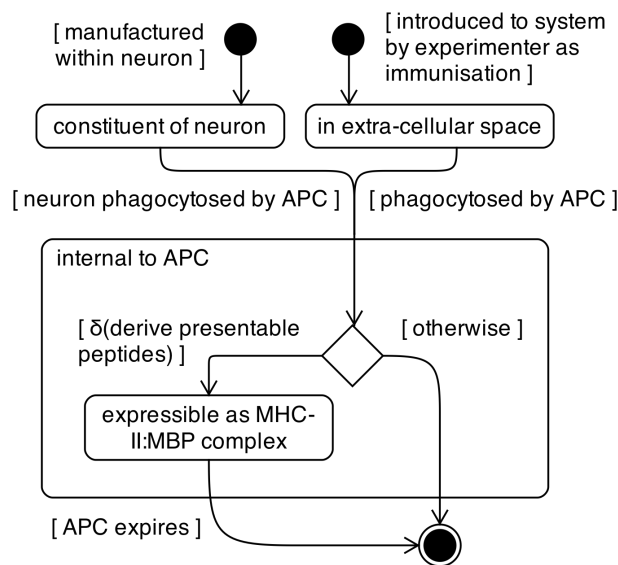 [ manufactured
within neuron ]
[ introduced to system
by experimenter as
immunisation ]
constituent of neuron
in extra-cellular space
[ neuron phagocytosed by APC ]
[ phagocytosed by APC ]
internal to APC
[ δ(derive presentable
peptides) ]
[ otherwise ]
expressible as MHC-
II:MBP complex
[ APC expires ]